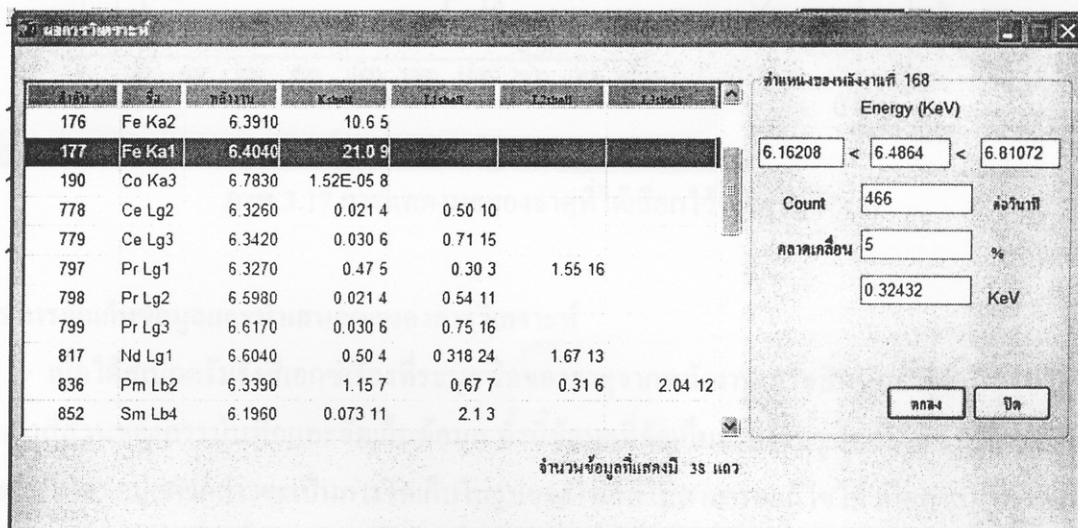 ผลการวิเคราะห์
ลำดับ ชื่อ พลังงาน Kshell L1shell L2shell L3shell
176 Fe Ka2 6.3910 10.6 5
177 Fe Ka1 6.4040 21.0 9
190 Co Ka3 6.7830 1.52E-05 8
778 Ce Lg2 6.3260 0.021 4 0.50 10
779 Ce Lg3 6.3420 0.030 6 0.71 15
797 Pr Lg1 6.3270 0.47 5 0.30 3 1.55 16
798 Pr Lg2 6.5980 0.021 4 0.54 11
799 Pr Lg3 6.6170 0.030 6 0.75 16
817 Nd Lg1 6.6040 0.50 4 0.318 24 1.67 13
836 Pm Lb2 6.3390 1.15 7 0.67 7 0.31 6 2.04 12
852 Sm Lb4 6.1960 0.073 11 2.1 3
จำนวนข้อมูลที่แสดงมี 38 แถว
ตำแหน่งของพลังงานที่ 168
Energy (KeV)
6.16208 < 6.4864 < 6.81072
Count 466 ต่อวินาที
คลาดเคลื่อน 5 %
0.32432 KeV
ตกลง ปิด